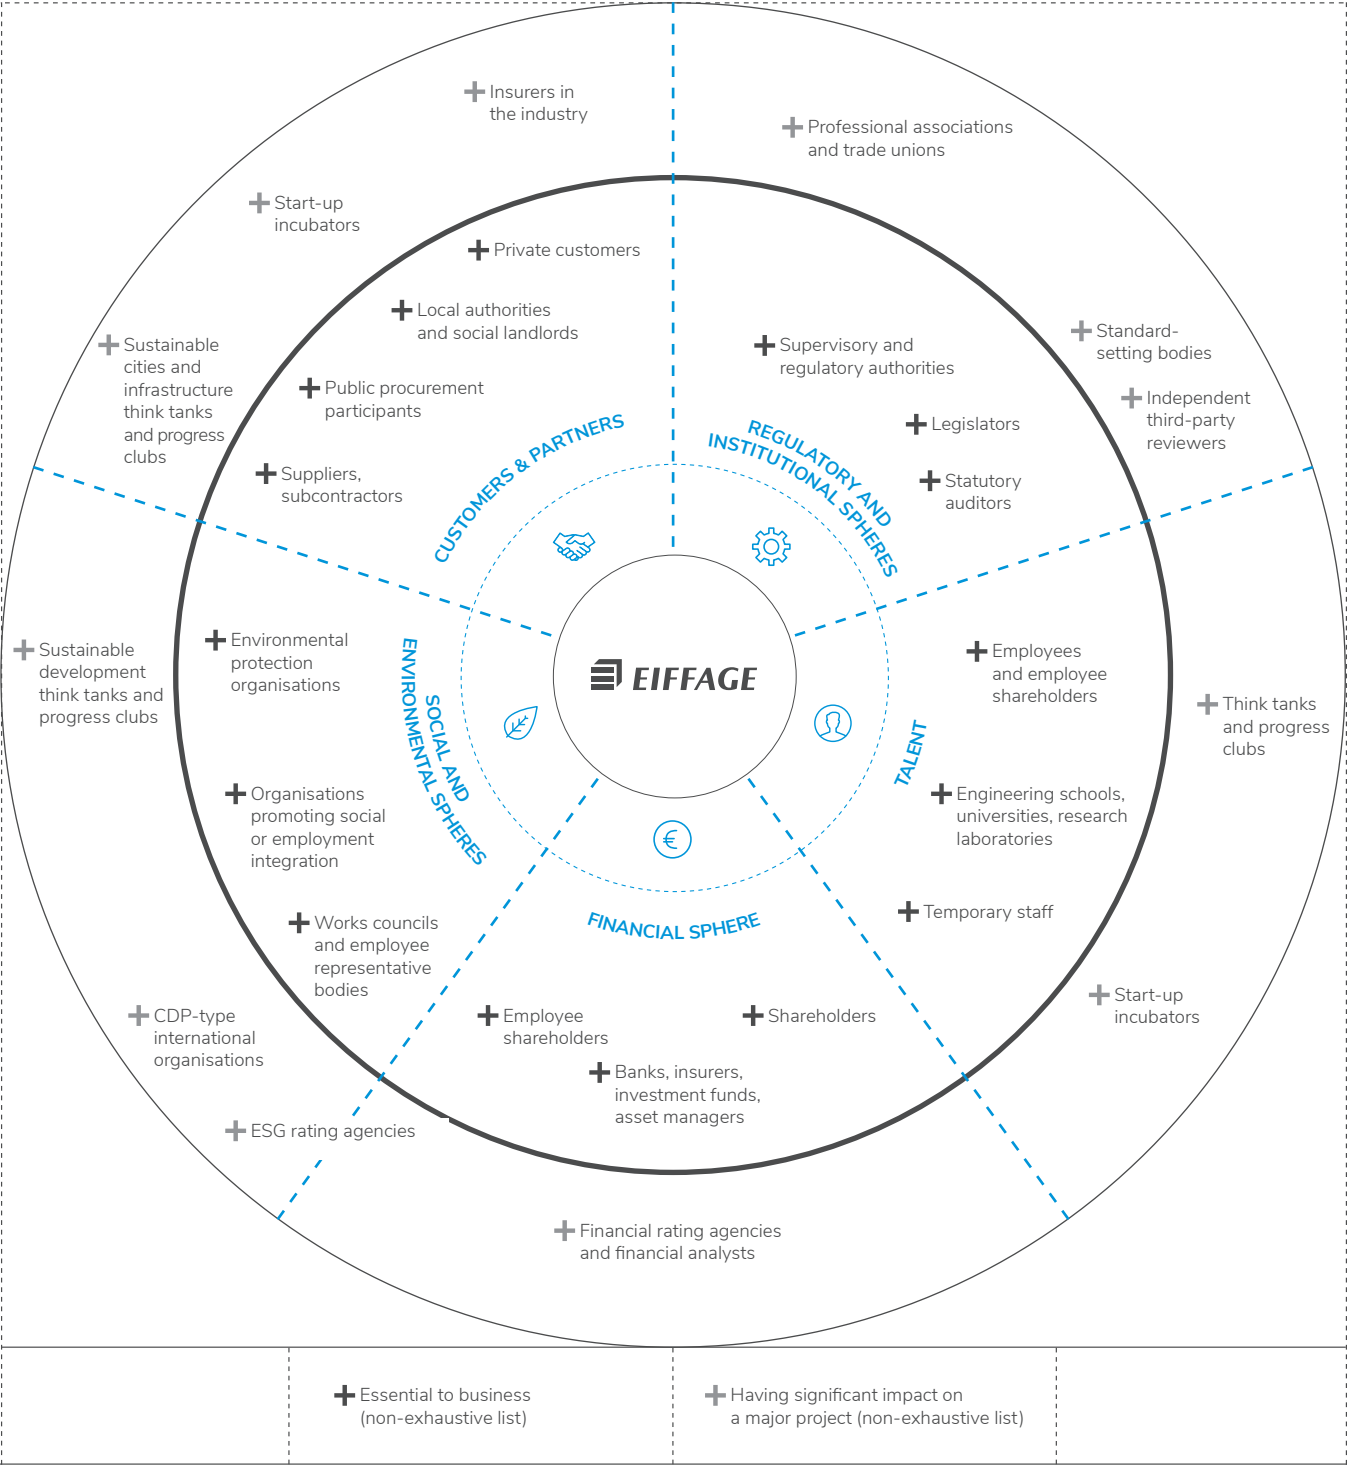 Insurers in
the industry
Professional associations
and trade unions
Start-up
incubators
Private customers
Local authorities
and social landlords
Sustainable
cities and
infrastructure
think tanks
and progress
clubs
Public procurement
participants
Suppliers,
subcontractors
CUSTOMERS & PARTNERS
Supervisory and
regulatory authorities
Standard-
setting bodies
Independent
third-party
reviewers
Legislators
Statutory
auditors
REGULATORY AND
INSTITUTIONAL SPHERES
Sustainable
development
think tanks and
progress clubs
Environmental
protection
organisations
SOCIAL AND
ENVIRONMENTAL SPHERES
EIFFAGE
Employees
and employee
shareholders
Think tanks
and progress
clubs
TALENT
Organisations
promoting social
or employment
integration
Engineering schools,
universities, research
laboratories
€
Works councils
and employee
representative
bodies
FINANCIAL SPHERE
Temporary staff
CDP-type
international
organisations
Employee
shareholders
Shareholders
Start-up
incubators
Banks, insurers,
investment funds,
asset managers
ESG rating agencies
Financial rating agencies
and financial analysts
Essential to business
(non-exhaustive list)
Having significant impact on
a major project (non-exhaustive list)